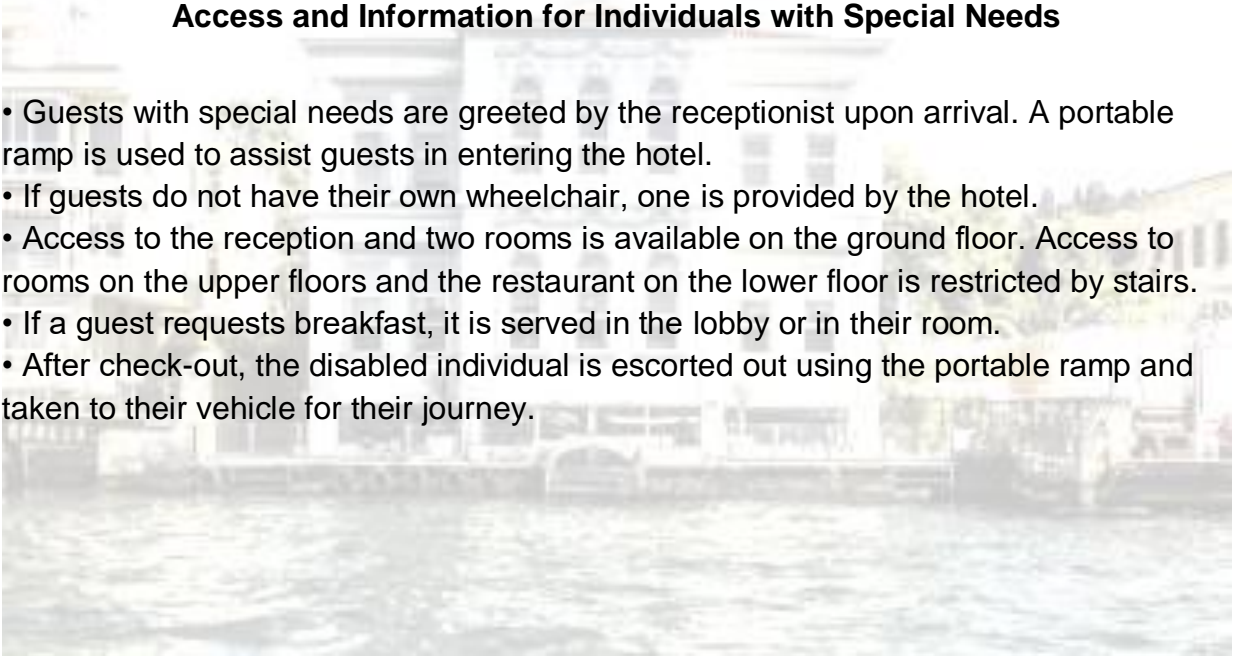 Access and Information for Individuals with Special Needs
• Guests with special needs are greeted by the receptionist upon arrival. A portable
ramp is used to assist guests in entering the hotel.
• If guests do not have their own wheelchair, one is provided by the hotel.
• Access to the reception and two rooms is available on the ground floor. Access to
rooms on the upper floors and the restaurant on the lower floor is restricted by stairs.
• If a guest requests breakfast, it is served in the lobby or in their room.
• After check-out, the disabled individual is escorted out using the portable ramp and
taken to their vehicle for their journey.